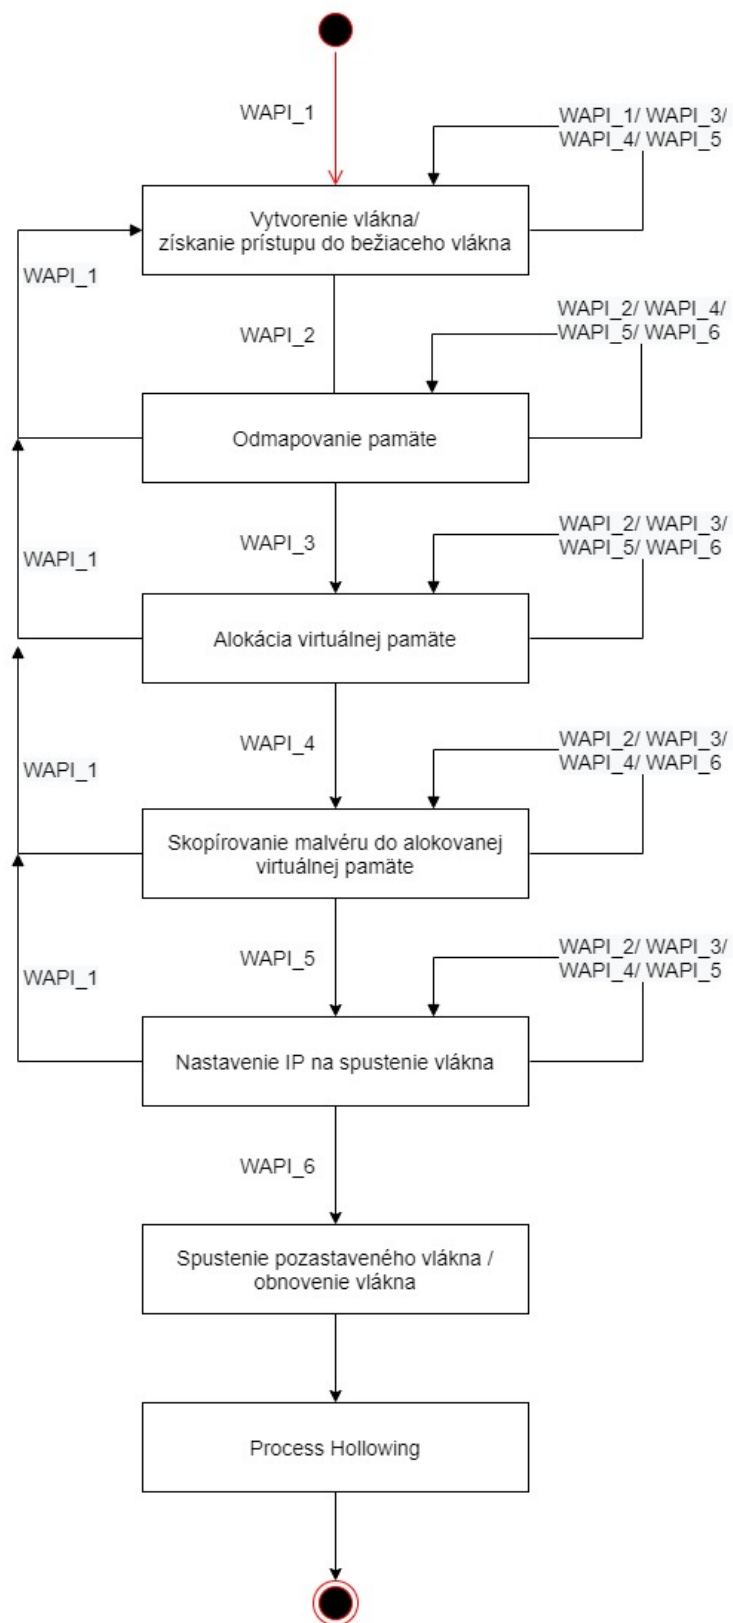 WAPI_1
WAPI_1/ WAPI_3/
WAPI_4/ WAPI_5
Vytvorenie vlákna/
získanie prístupu do bežiaceho vlákna
WAPI_1
WAPI_2
WAPI_2/ WAPI_4/
WAPI_5/ WAPI_6
Odmapovanie pamäte
WAPI_1
WAPI_3
WAPI_2/ WAPI_3/
WAPI_5/ WAPI_6
Alokácia virtuálnej pamäte
WAPI_1
WAPI_4
WAPI_2/ WAPI_3/
WAPI_4/ WAPI_6
Skopírovanie malvéru do alokovanej
virtuálnej pamäte
WAPI_1
WAPI_5
WAPI_2/ WAPI_3/
WAPI_4/ WAPI_5
Nastavenie IP na spustenie vlákna
WAPI_6
Spustenie pozastaveného vlákna /
obnovenie vlákna
Process Hollowing